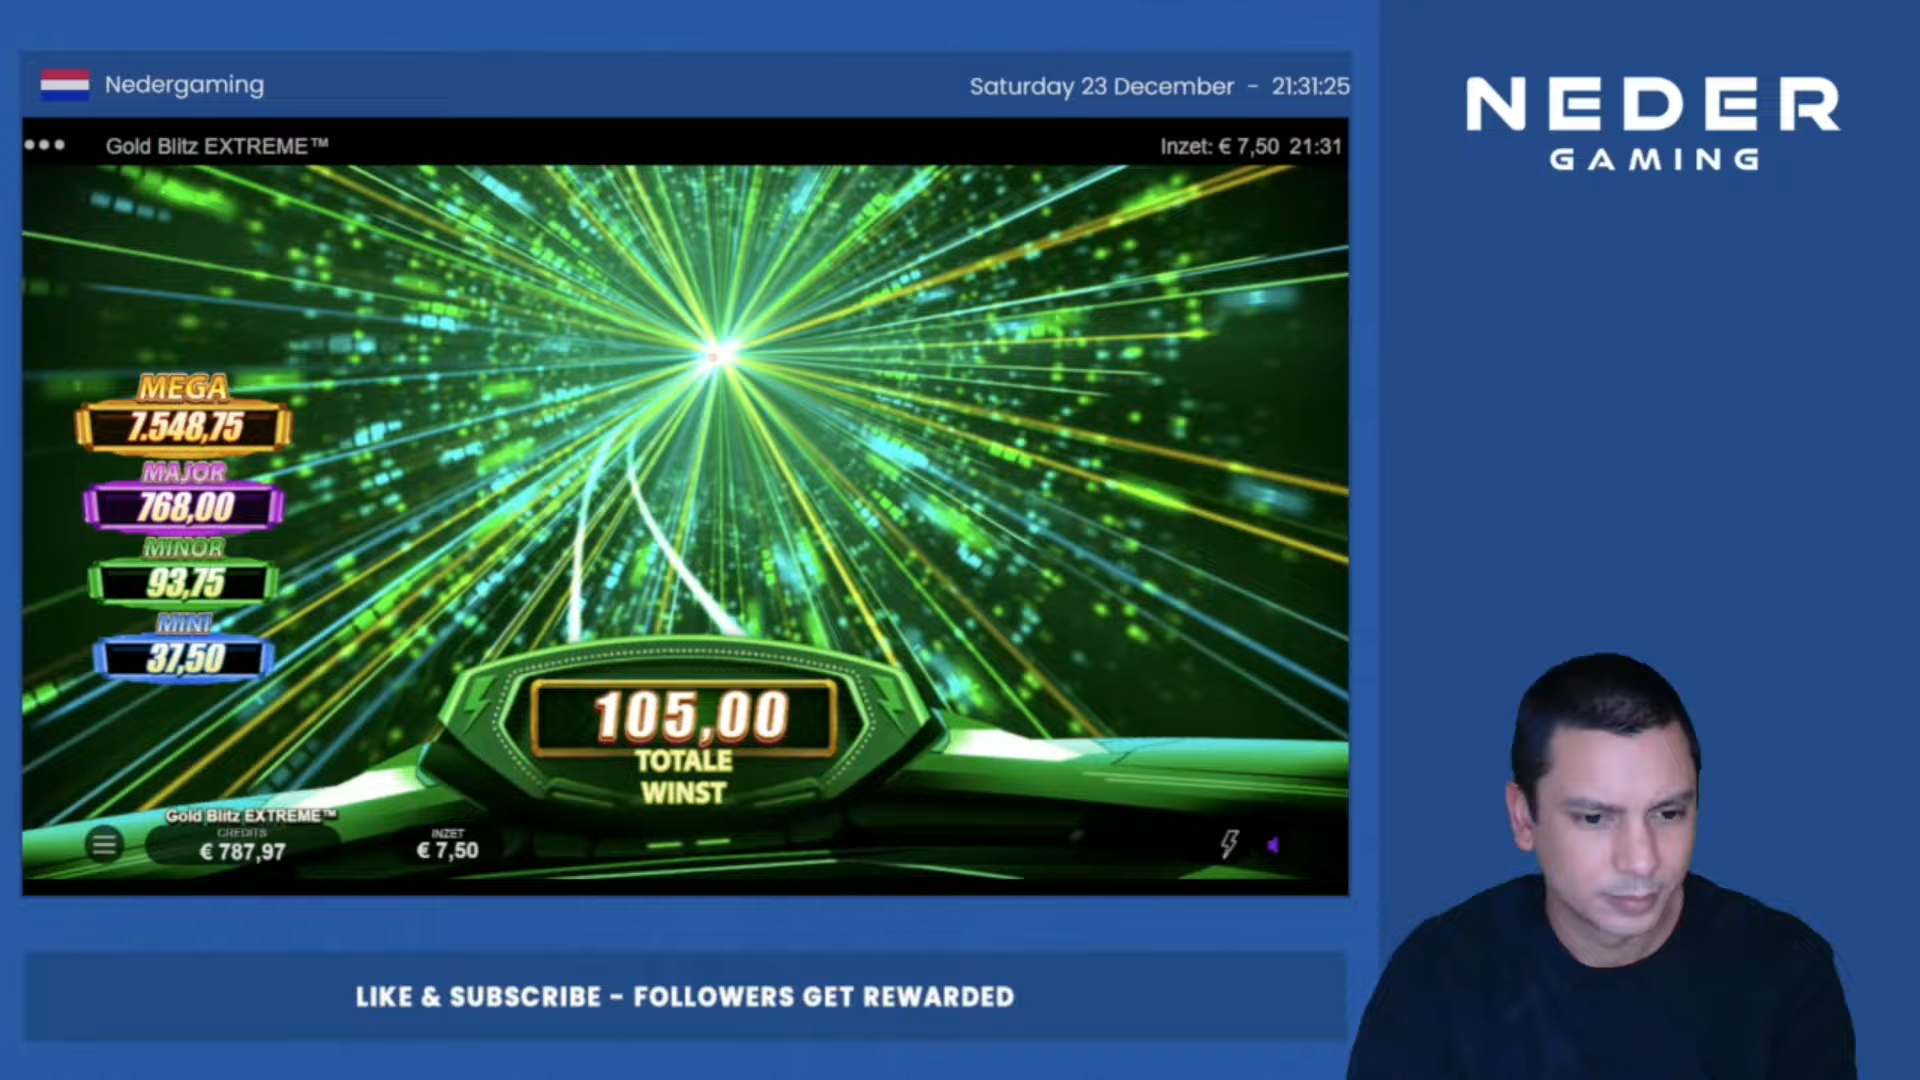 Nedergaming
Saturday 23 December - 21:31:25
NEDER
GAMING
Gold Blitz EXTREME™
Inzet: € 7,50 21:31
MEGA
7.548,75
MAJOR
768,00
MINOR
93,75
MINI
37,50
105,00
TOTALE
WINST
Gold Blitz EXTREME™
CREDITS
€ 787,97
INZET
€ 7,50
LIKE & SUBSCRIBE - FOLLOWERS GET REWARDED